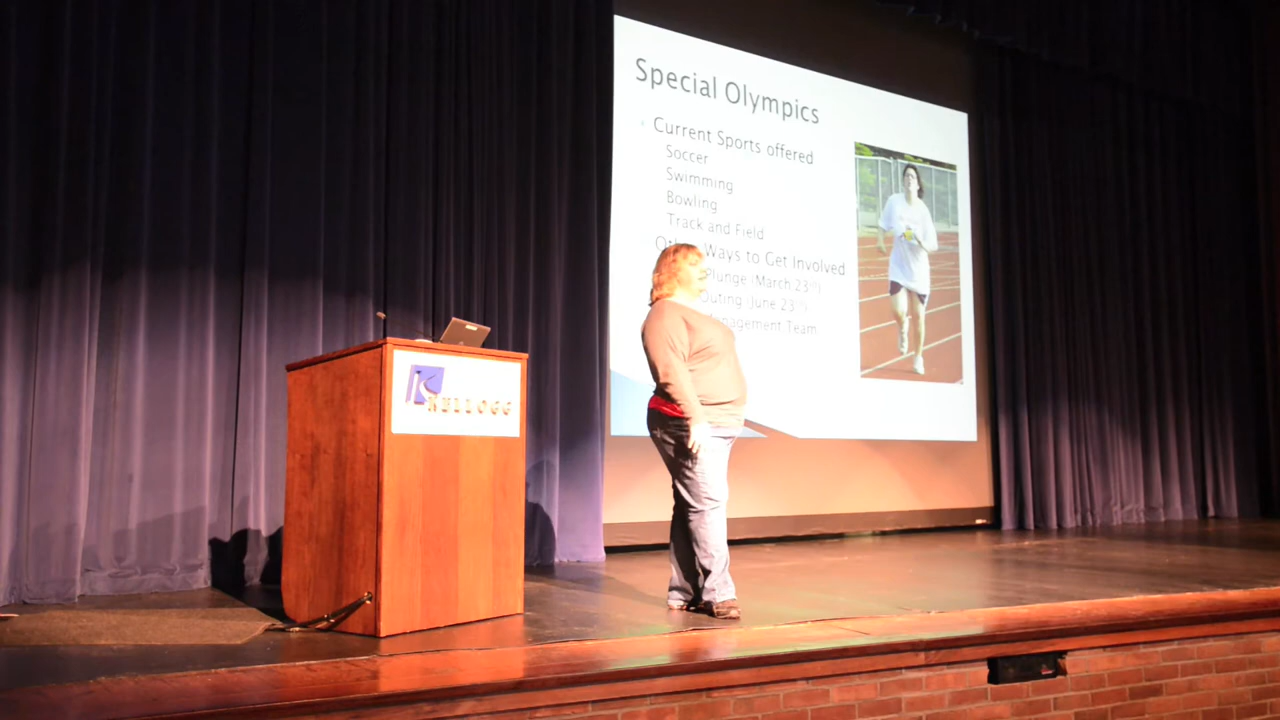 Special Olympics
Current Sports offered
Soccer
Swimming
Bowling
Track and Field
Ways to Get Involved
Plunge (March 23rd)
Outing (June 23rd)
Team
KELLOGG